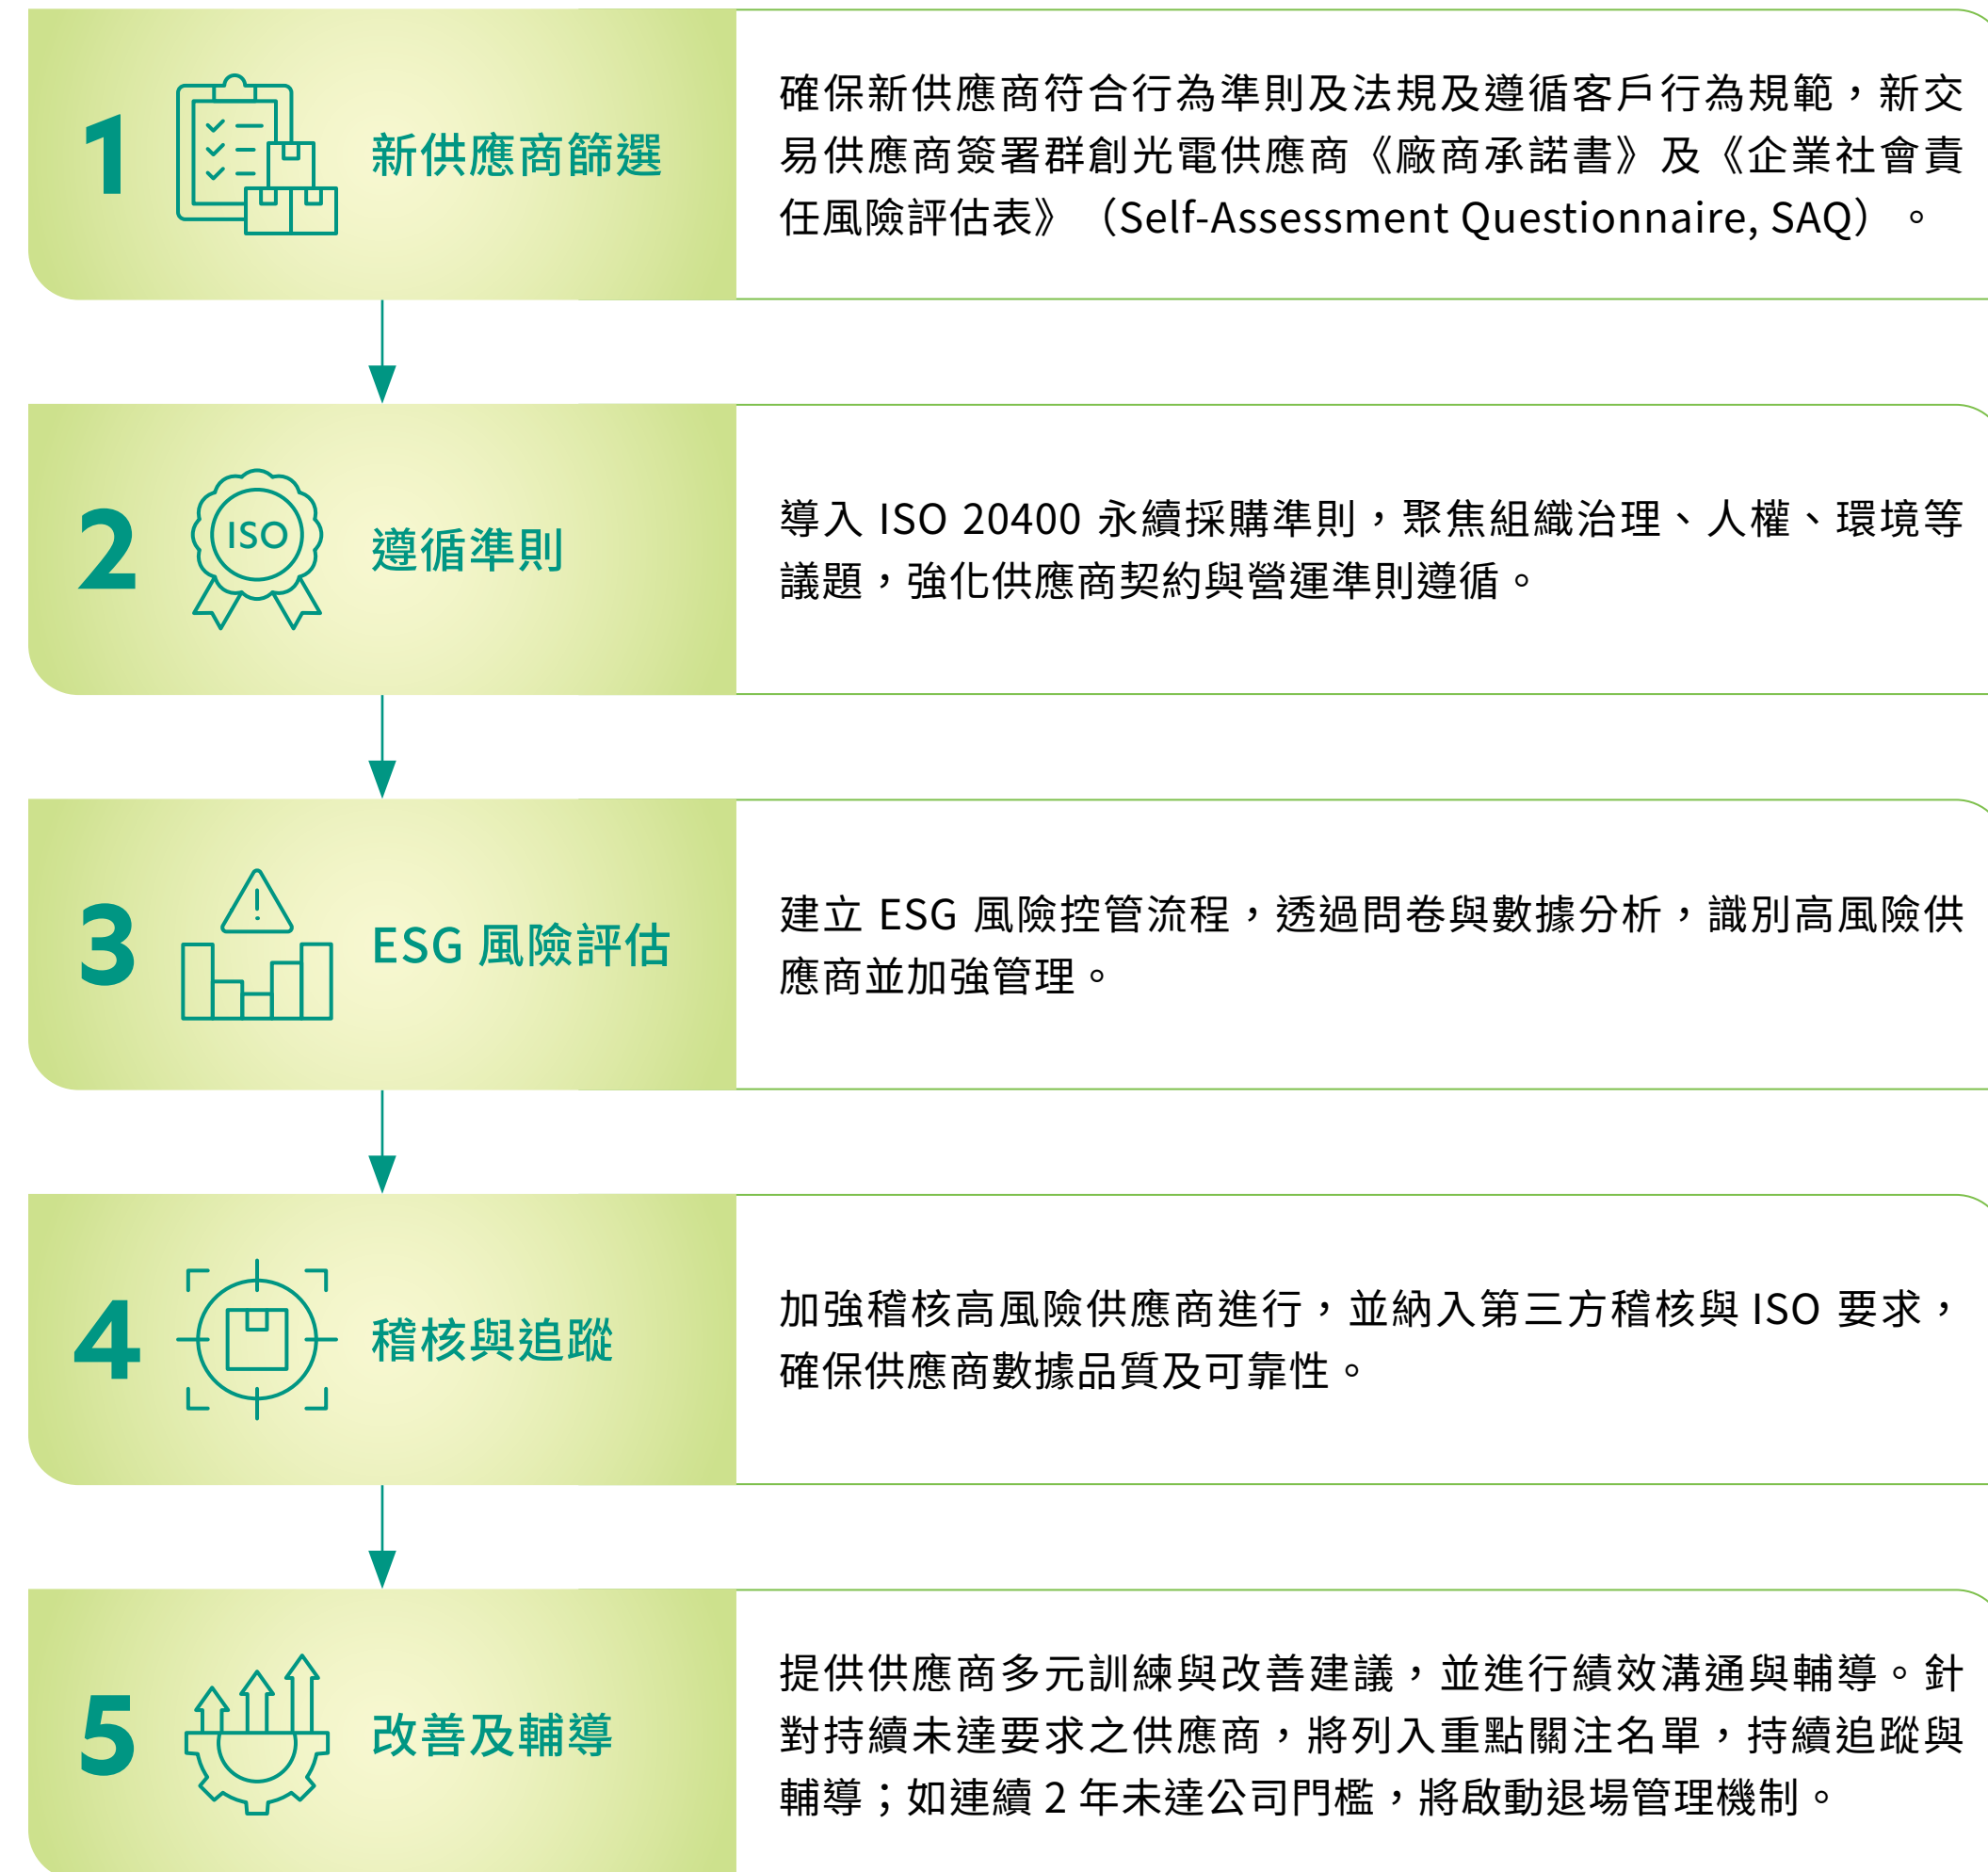 1
新供應商篩選
確保新供應商符合行為準則及法規及遵循客戶行為規範，新交
易供應商簽署群創光電供應商《廠商承諾書》及《企業社會責
任風險評估表》（Self-Assessment Questionnaire, SAQ）。
2
ISO
遵循準則
導入 ISO 20400 永續採購準則，聚焦組織治理、人權、環境等
議題，強化供應商契約與營運準則遵循。
3
ESG 風險評估
建立 ESG 風險控管流程，透過問卷與數據分析，識別高風險供
應商並加強管理。
4
稽核與追蹤
加強稽核高風險供應商進行，並納入第三方稽核與 ISO 要求，
確保供應商數據品質及可靠性。
5
改善及輔導
提供供應商多元訓練與改善建議，並進行績效溝通與輔導。針
對持續未達要求之供應商，將列入重點關注名單，持續追蹤與
輔導；如連續 2 年未達公司門檻，將啟動退場管理機制。